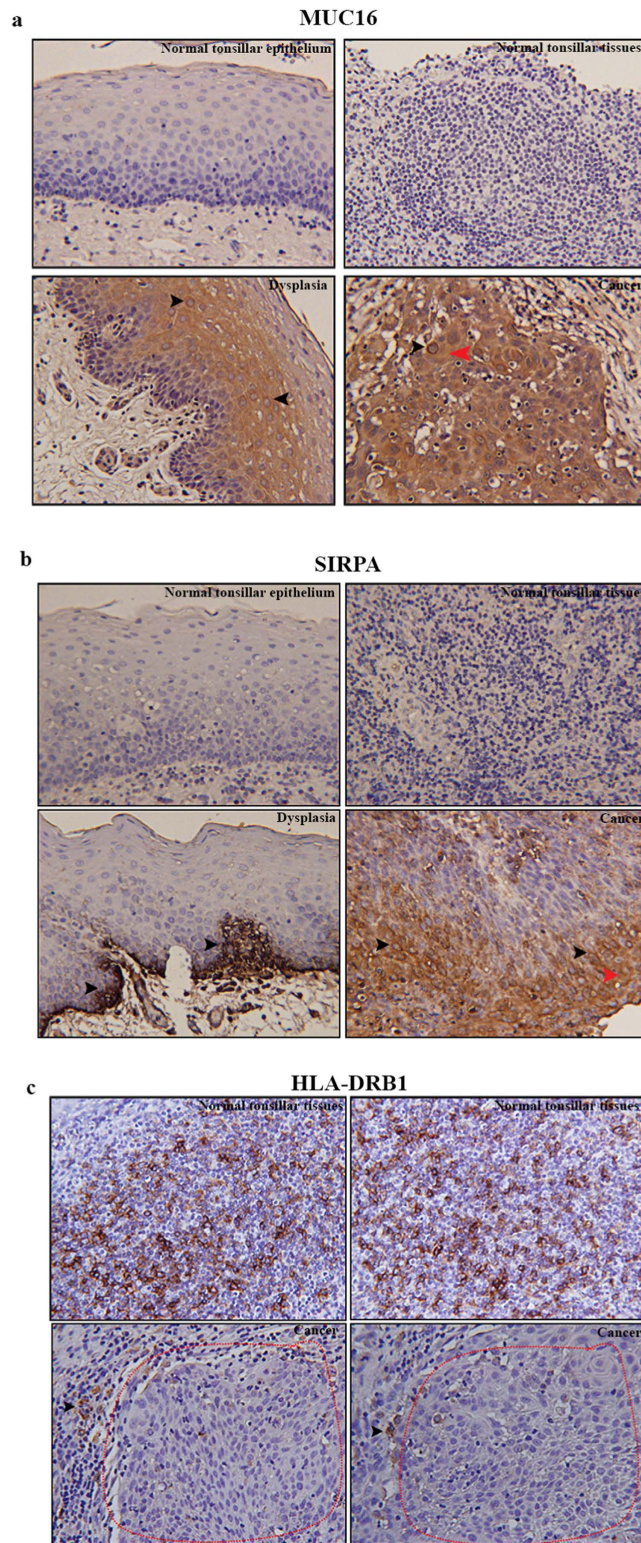 a
MUC16
Normal tonsillar epithelium
Normal tonsillar tissues
Dysplasia
Cancer
b
SIRPA
Normal tonsillar epithelium
Normal tonsillar tissues
Dysplasia
Cancer
c
HLA-DRB1
Normal tonsillar tissues
Normal tonsillar tissues
Cancer
Cancer